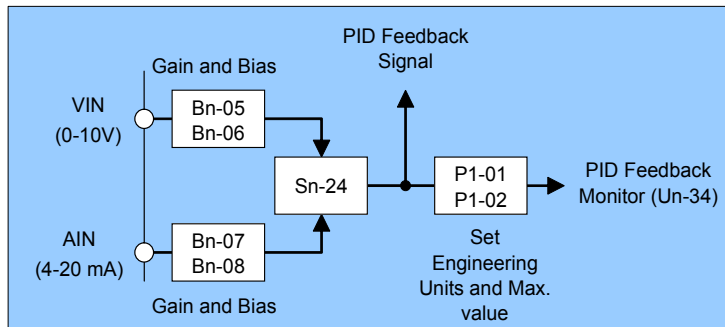 PID Feedback
Signal
Gain and Bias
VIN
(0-10V)
Bn-05
Bn-06
Sn-24
P1-01
P1-02
PID Feedback
Monitor (Un-34)
AIN
(4-20 mA)
Bn-07
Bn-08
Set
Engineering
Units and Max.
value
Gain and Bias